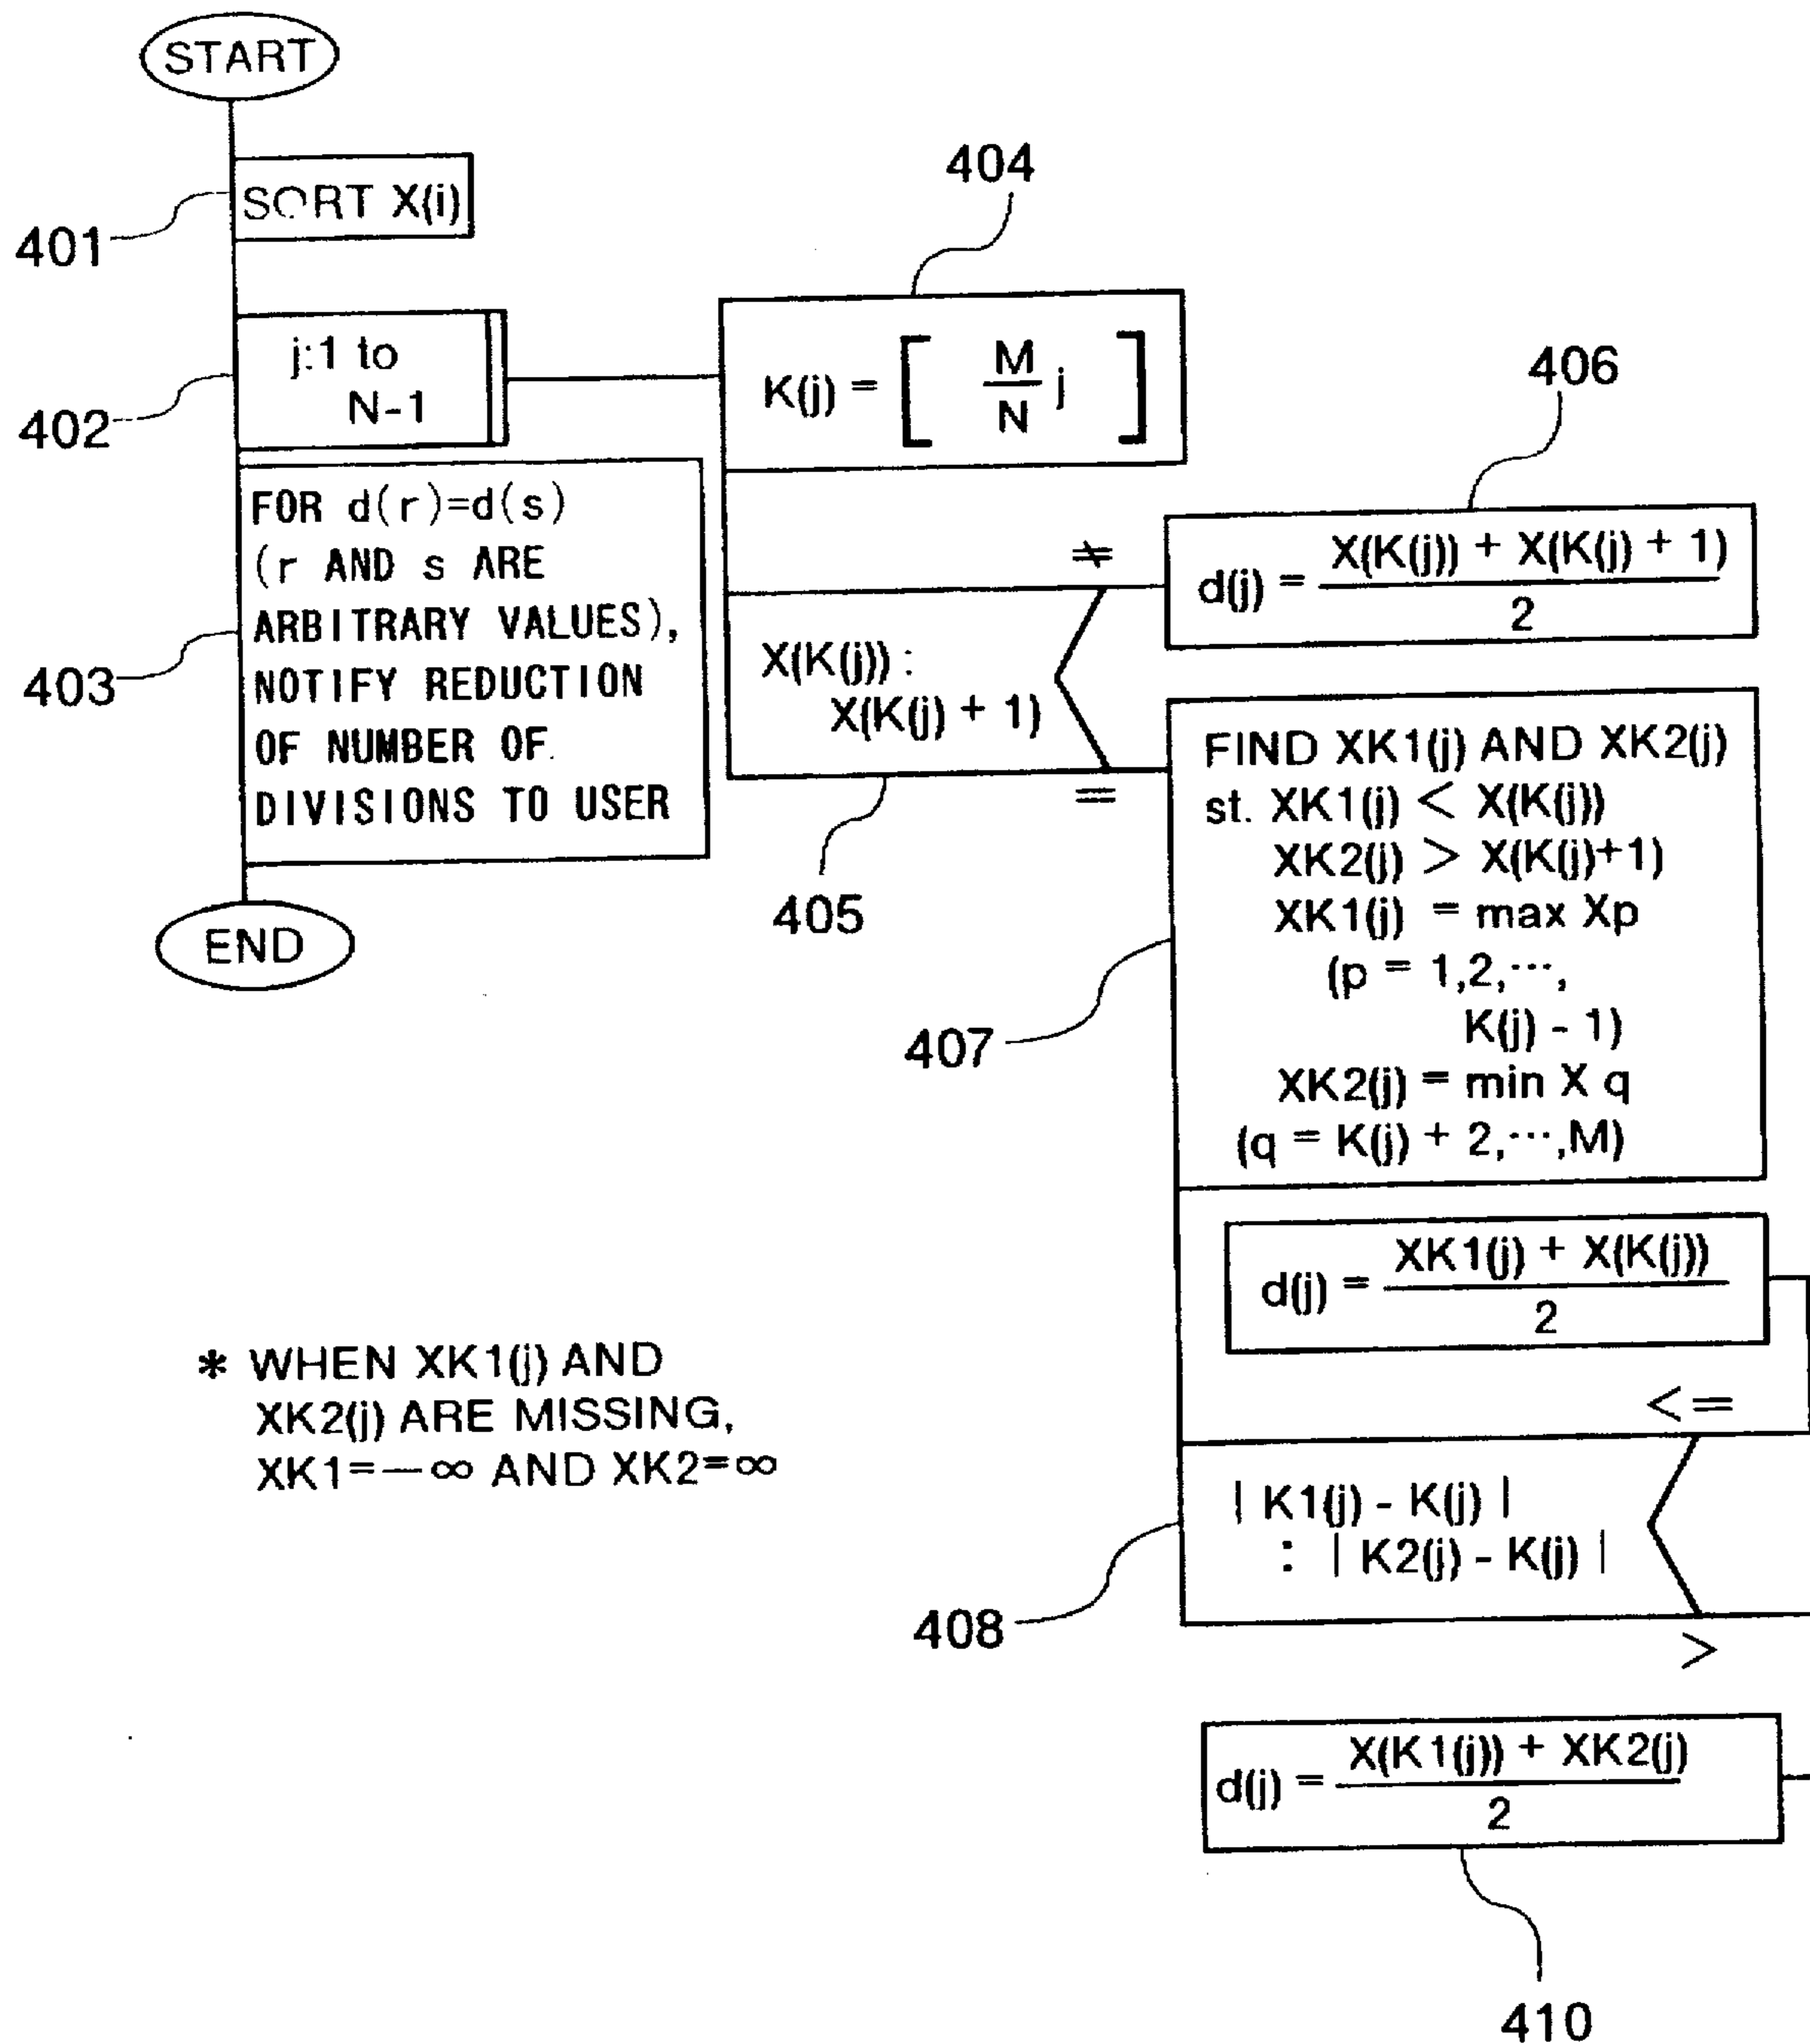 START
401
SORT X(i)
402
j:1 to
N-1
403
FOR d(r)=d(s)
(r AND s ARE
ARBITRARY VALUES),
NOTIFY REDUCTION
OF NUMBER OF
DIVISIONS TO USER
END
404
K(j) = [ M/N j ]
405
X(K(j)) :
X(K(j) + 1)
≠
=
406
d(j) = X(K(j)) + X(K(j) + 1)
2
407
FIND XK1(j) AND XK2(j)
st. XK1(j) < X(K(j))
XK2(j) > X(K(j)+1)
XK1(j) = max Xp
(p = 1,2,···,
K(j) - 1)
XK2(j) = min X q
(q = K(j) + 2,···,M)
d(j) = XK1(j) + X(K(j))
2
<=
408
| K1(j) - K(j) |
: | K2(j) - K(j) |
>
d(j) = X(K1(j)) + XK2(j)
2
410
* WHEN XK1(j) AND
XK2(j) ARE MISSING,
XK1=-∞ AND XK2=∞